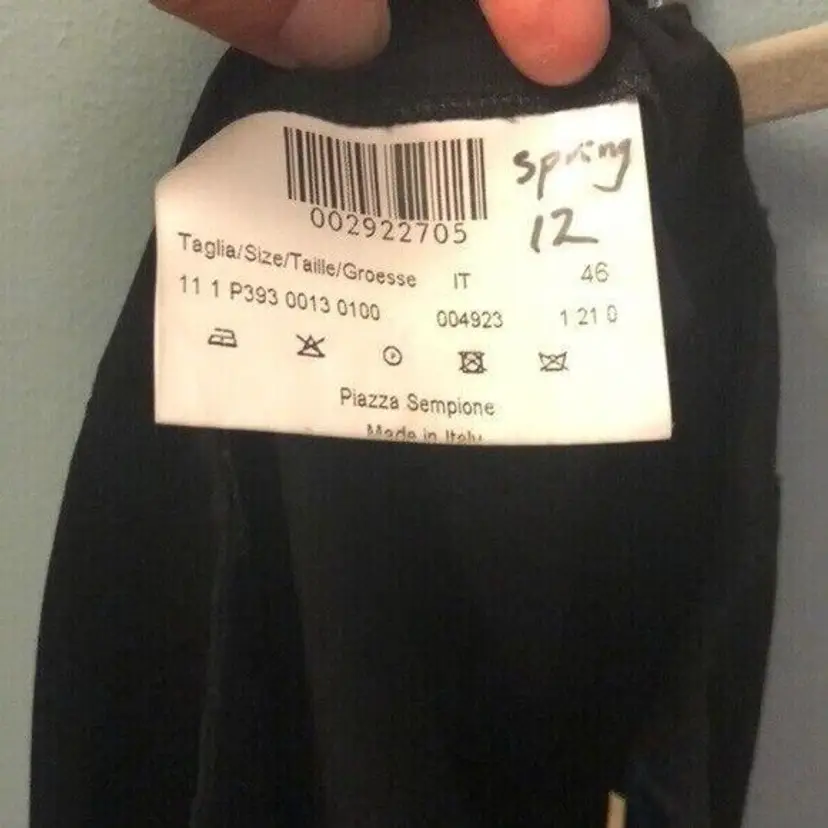 002922705
spring
12
Taglia/Size/Taille/Groesse IT 46
11 1 P393 0013 0100 004923 1 21 0
Piazza Sempione
Made in Italy